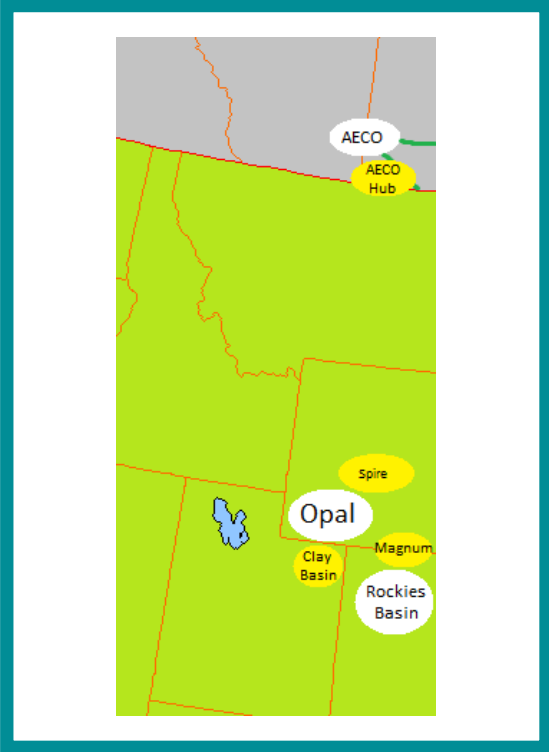 AECO
AECO
Hub
Spire
Opal
Magnum
Clay
Basin
Rockies
Basin